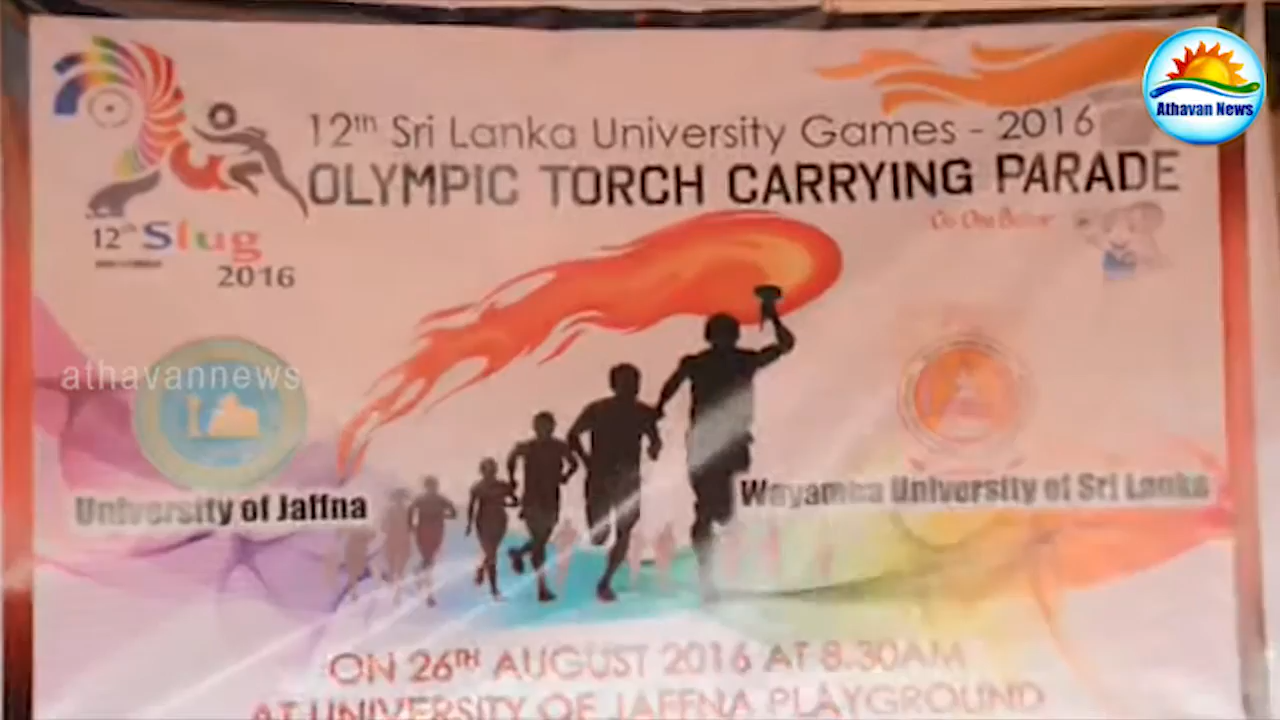 Athavan News
12th Sri Lanka University Games - 2016
OLYMPIC TORCH CARRYING PARADE
12th Slug
2016
athavannews
University of Jaffna
Wayamba University of Sri Lanka
ON 26TH AUGUST 2016 AT 8.30AM
AT UNIVERSITY OF JAFFNA PLAYGROUND